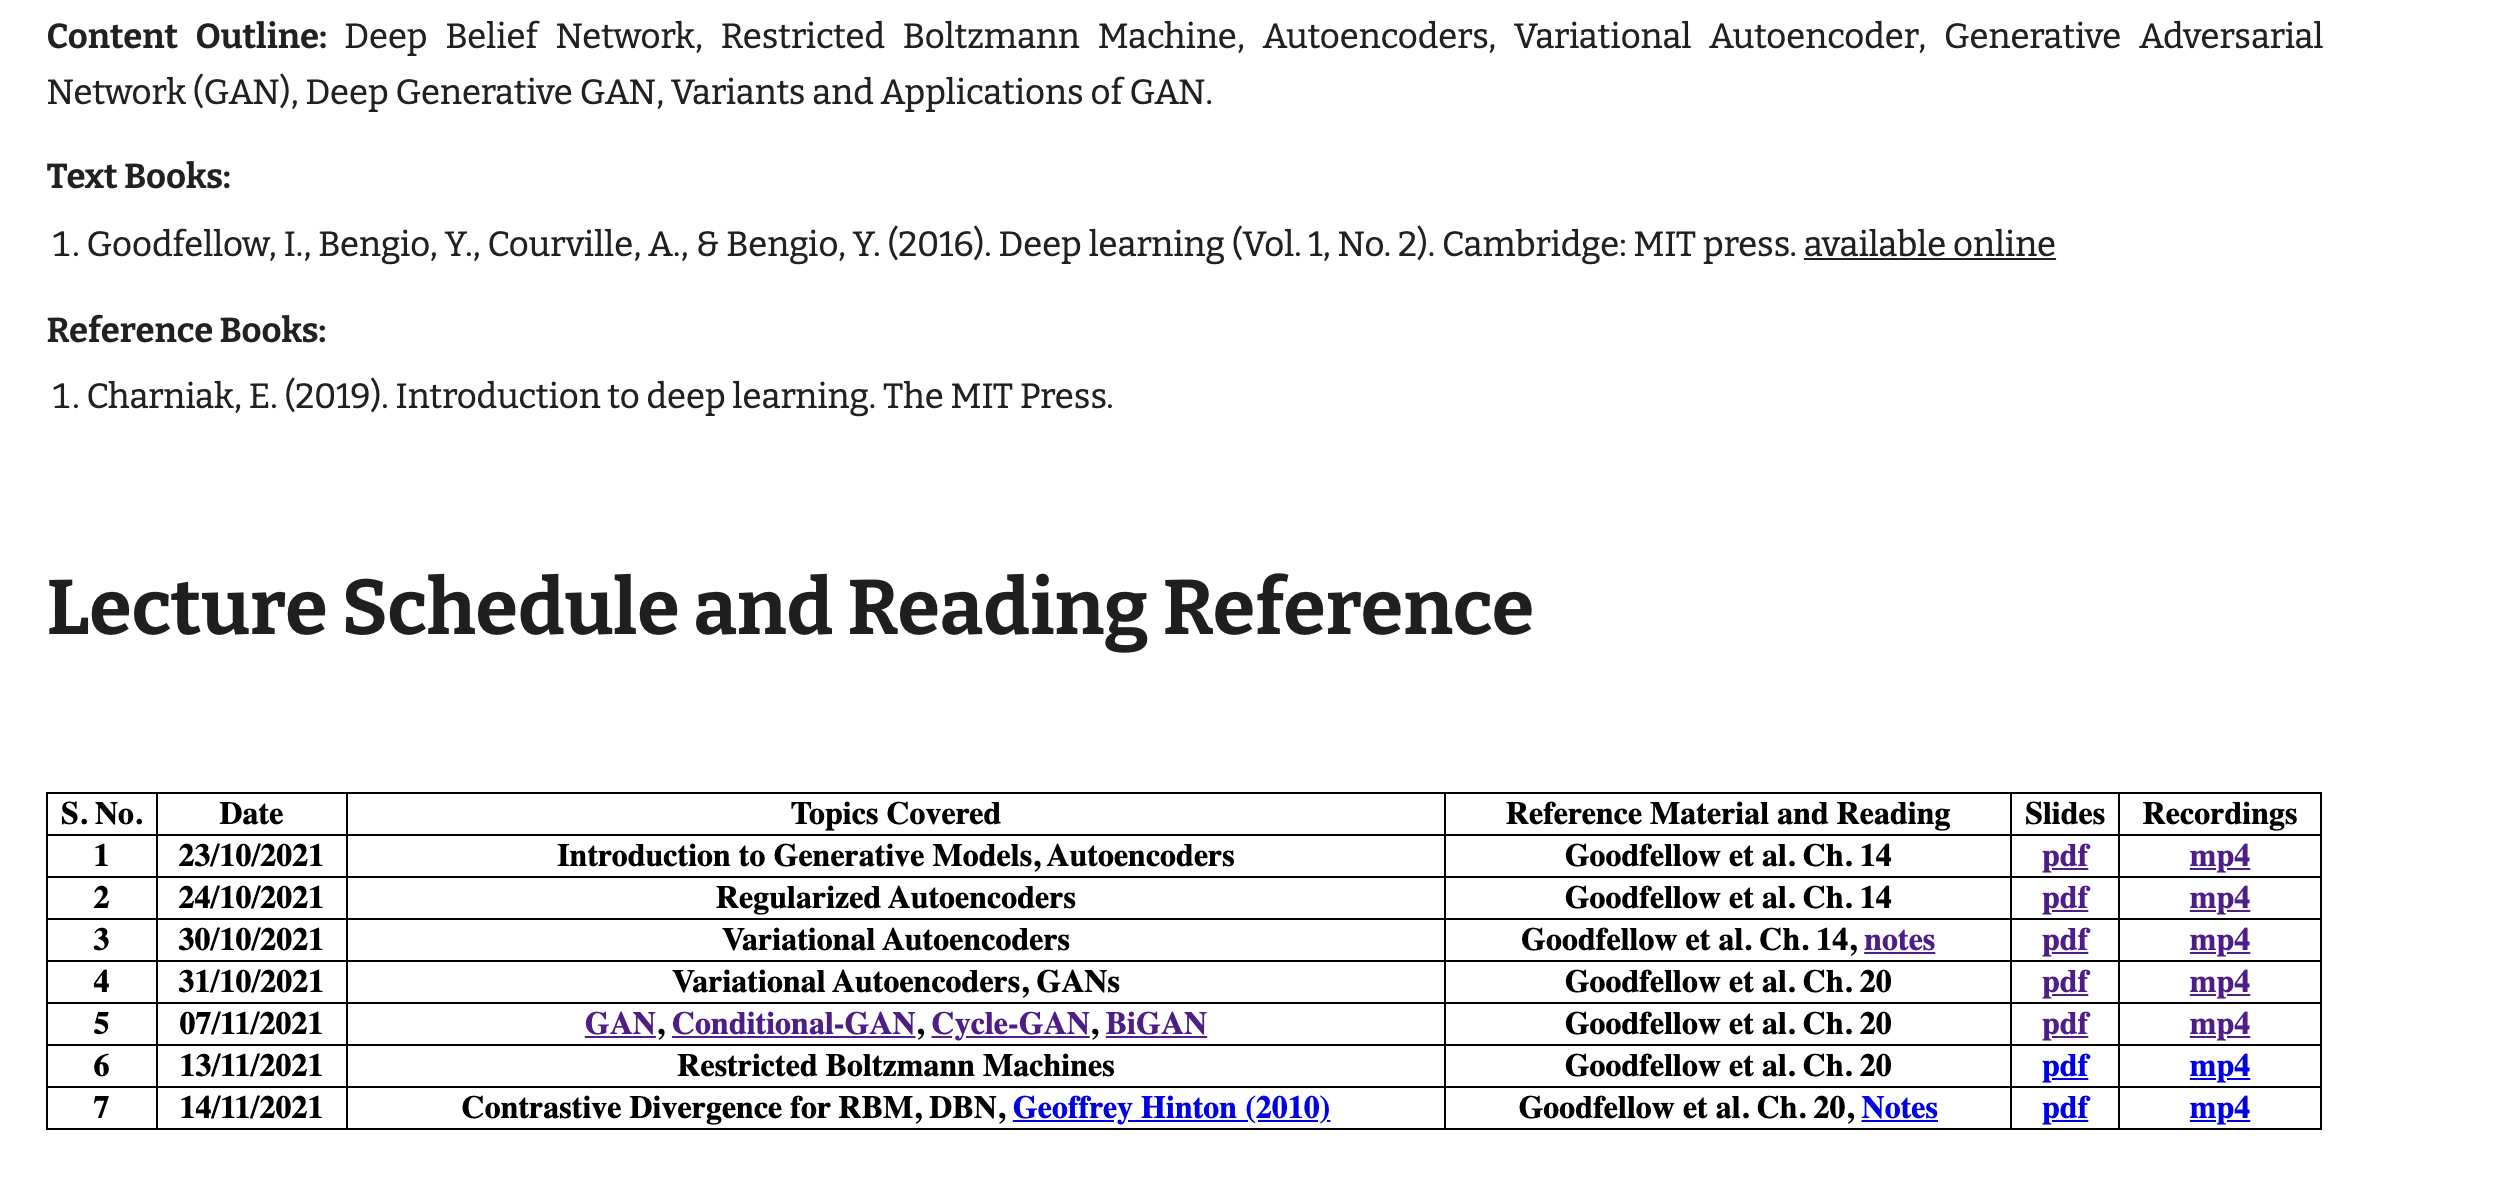 Content Outline: Deep Belief Network, Restricted Boltzmann Machine, Autoencoders, Variational Autoencoder, Generative Adversarial
Network (GAN), Deep Generative GAN, Variants and Applications of GAN.
Text Books:
1. Goodfellow, I., Bengio, Y., Courville, A., & Bengio, Y. (2016). Deep learning (Vol. 1, No. 2). Cambridge: MIT press. available online
Reference Books:
1. Charniak, E. (2019). Introduction to deep learning. The MIT Press.
Lecture Schedule and Reading Reference
S. No. Date Topics Covered Reference Material and Reading Slides Recordings
1 23/10/2021 Introduction to Generative Models, Autoencoders Goodfellow et al. Ch. 14 pdf mp4
2 24/10/2021 Regularized Autoencoders Goodfellow et al. Ch. 14 pdf mp4
3 30/10/2021 Variational Autoencoders Goodfellow et al. Ch. 14, notes pdf mp4
4 31/10/2021 Variational Autoencoders, GANs Goodfellow et al. Ch. 20 pdf mp4
5 07/11/2021 GAN, Conditional-GAN, Cycle-GAN, BiGAN Goodfellow et al. Ch. 20 pdf mp4
6 13/11/2021 Restricted Boltzmann Machines Goodfellow et al. Ch. 20 pdf mp4
7 14/11/2021 Contrastive Divergence for RBM, DBN, Geoffrey Hinton (2010) Goodfellow et al. Ch. 20, Notes pdf mp4